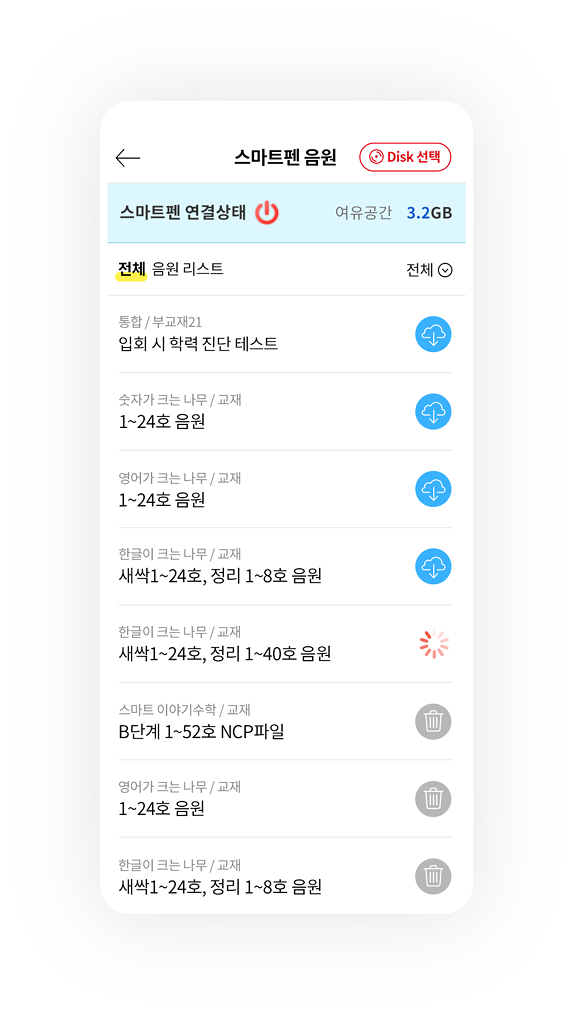 스마트펜 음원
Disk 선택
스마트펜 연결상태
여유공간 3.2GB
전체 음원 리스트
전체
통합 / 부교재21
입회 시 학력 진단 테스트
숫자가 크는 나무 / 교재
1~24호 음원
영어가 크는 나무 / 교재
1~24호 음원
한글이 크는 나무 / 교재
새싹1~24호, 정리 1~8호 음원
한글이 크는 나무 / 교재
새싹1~24호, 정리 1~40호 음원
스마트 이야기수학 / 교재
B단계 1~52호 NCP파일
영어가 크는 나무 / 교재
1~24호 음원
한글이 크는 나무 / 교재
새싹1~24호, 정리 1~8호 음원